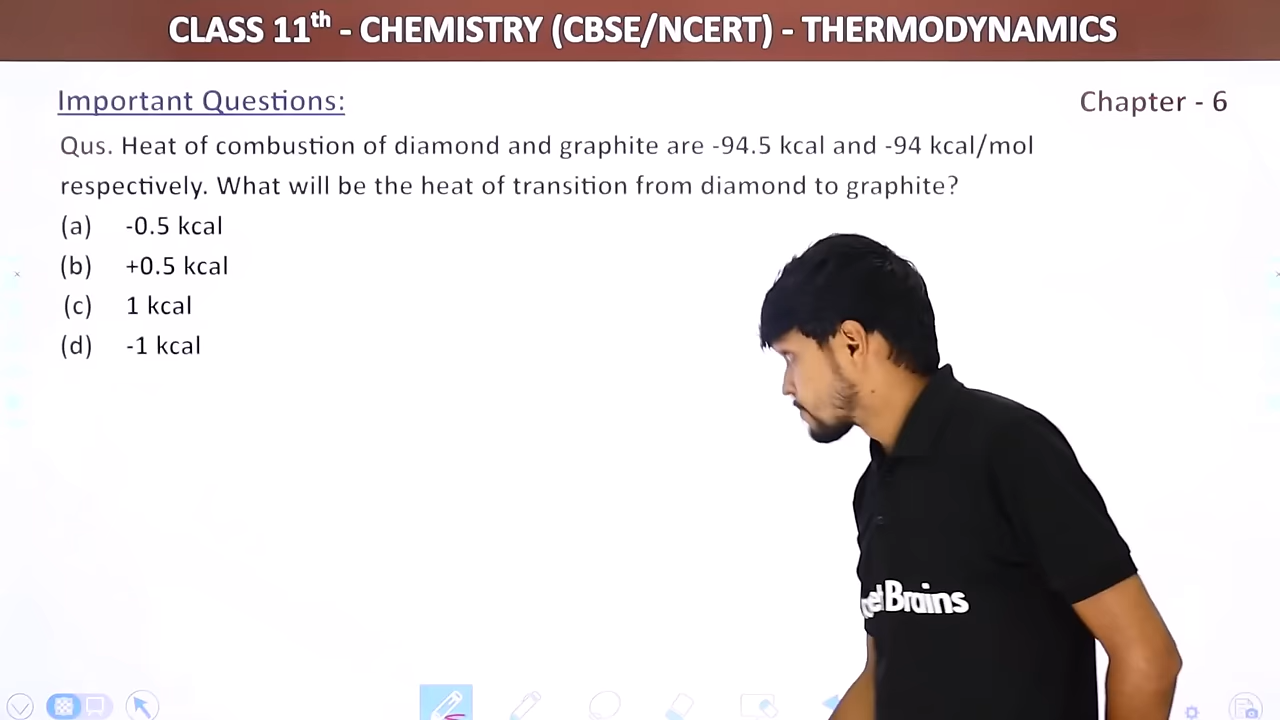 CLASS 11th - CHEMISTRY (CBSE/NCERT) - THERMODYNAMICS
Important Questions:
Chapter - 6
Qus. Heat of combustion of diamond and graphite are -94.5 kcal and -94 kcal/mol
respectively. What will be the heat of transition from diamond to graphite?
(a) -0.5 kcal
(b) +0.5 kcal
(c) 1 kcal
(d) -1 kcal
Brains